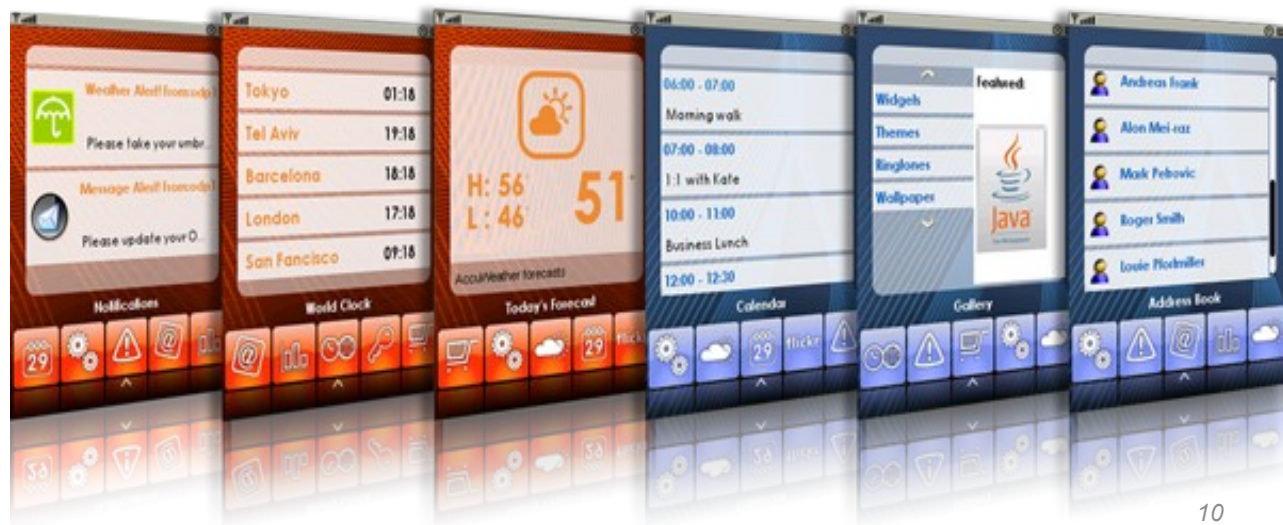 Weather Alert! from odp1
Please take your umbr...
Message Alert! from odp1
Please update your O...
Notifications
29
@
Tokyo 01:18
Tel Aviv 19:18
Barcelona 18:18
London 17:18
San Fancisco 09:18
World Clock
@
H: 56°
L: 46°
51°
AccuWeather forecasts
Today's Forecast
29
flick
06:00 - 07:00
Morning walk
07:00 - 08:00
1:1 with Kate
10:00 - 11:00
Business Lunch
12:00 - 12:30
Calendar
29
flickr
Widgets
Themes
Ringtones
Wallpaper
Featured:
Java
Gallery
Andreas Frank
Alon Mei-raz
Mark Petrovic
Roger Smith
Louie
Address Book
@
10